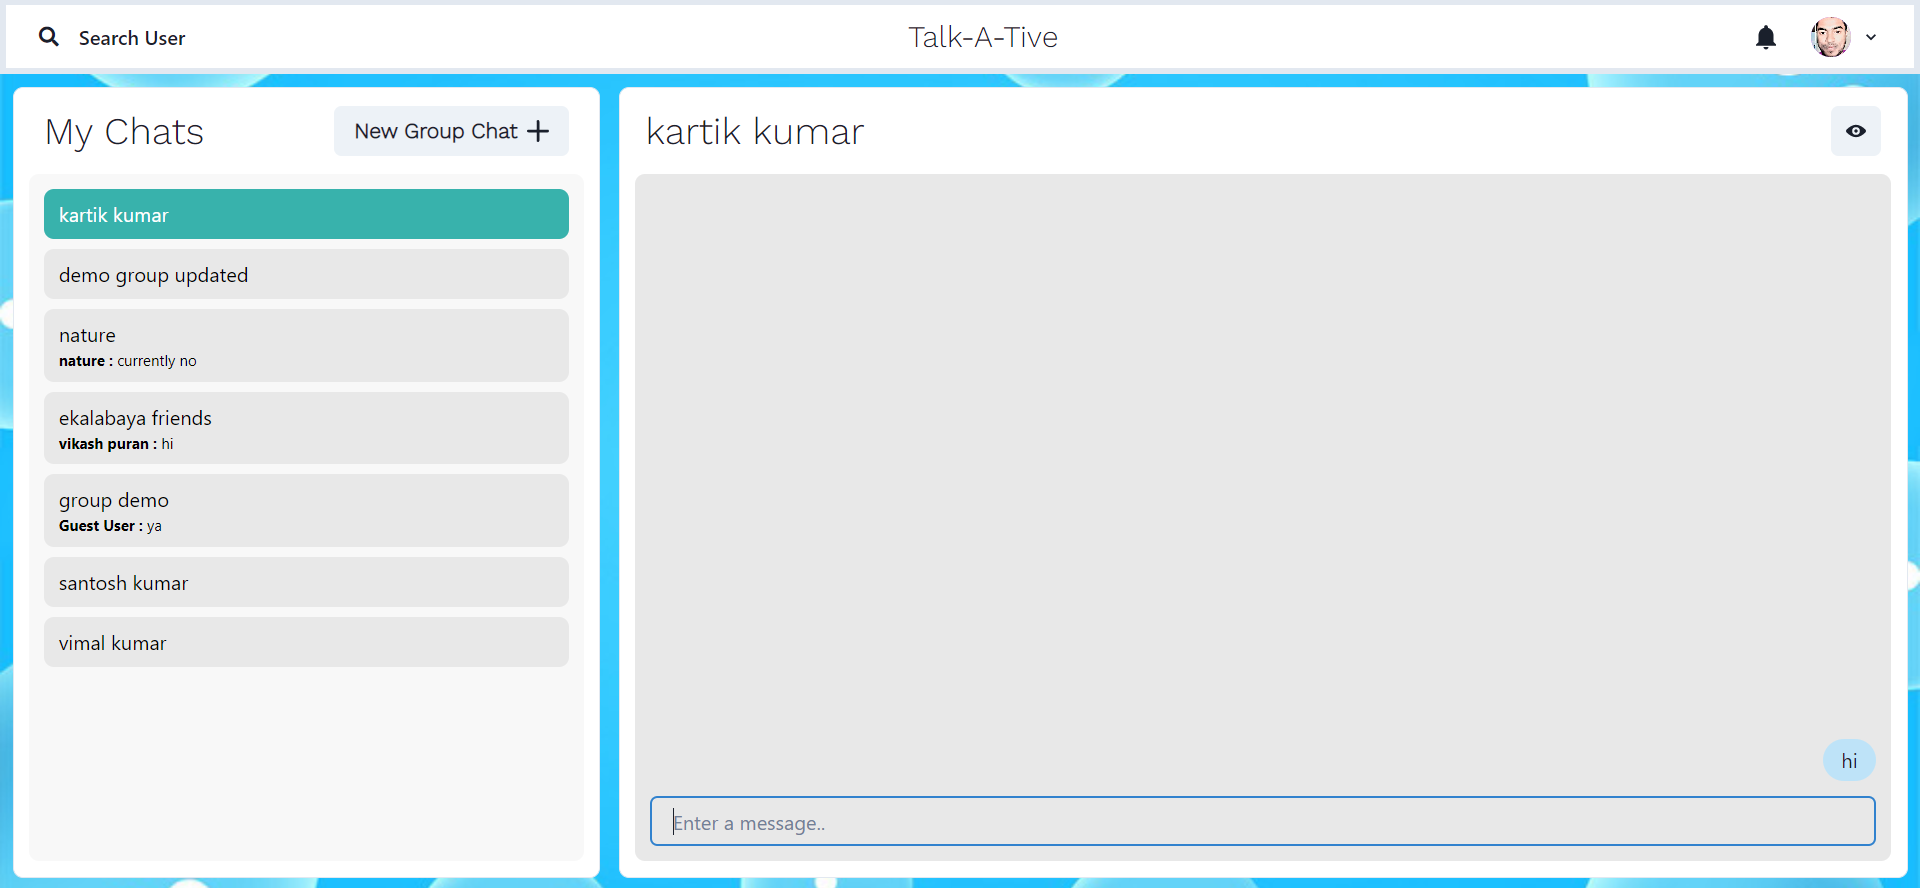 Search User
Talk-A-Tive
My Chats
New Group Chat
kartik kumar
demo group updated
nature
nature : currently no
ekalabaya friends
vikash puran : hi
group demo
Guest User : ya
santosh kumar
vimal kumar
kartik kumar
hi
Enter a message..